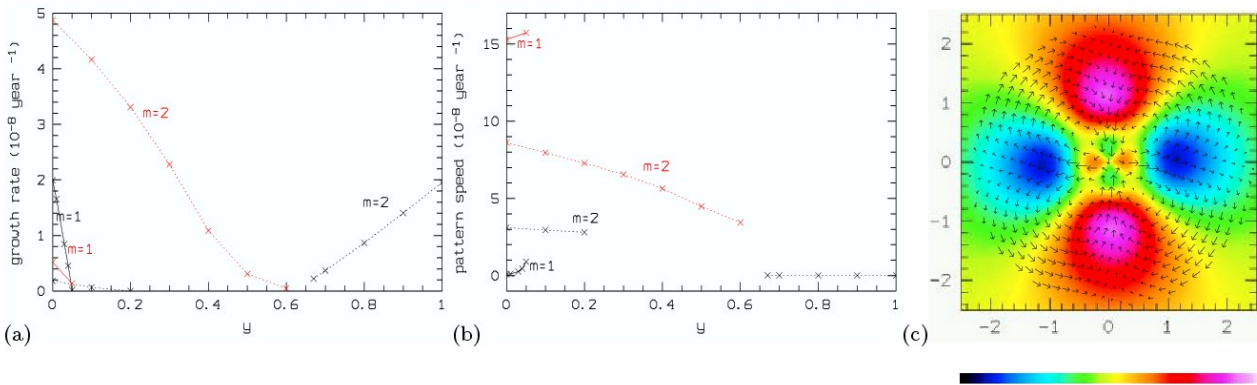 growth rate (10⁻⁸ year ⁻¹)
5
4
3
2
1
0
m=2
m=1
m=1
m=2
0 0.2 0.4 0.6 0.8 1
y
(a)
pattern speed (10⁻⁸ year ⁻¹)
15
10
5
0
m=1
m=2
m=2
m=1
0 0.2 0.4 0.6 0.8 1
y
(b)
2
1
0
-1
-2
-2 -1 0 1 2
(c)